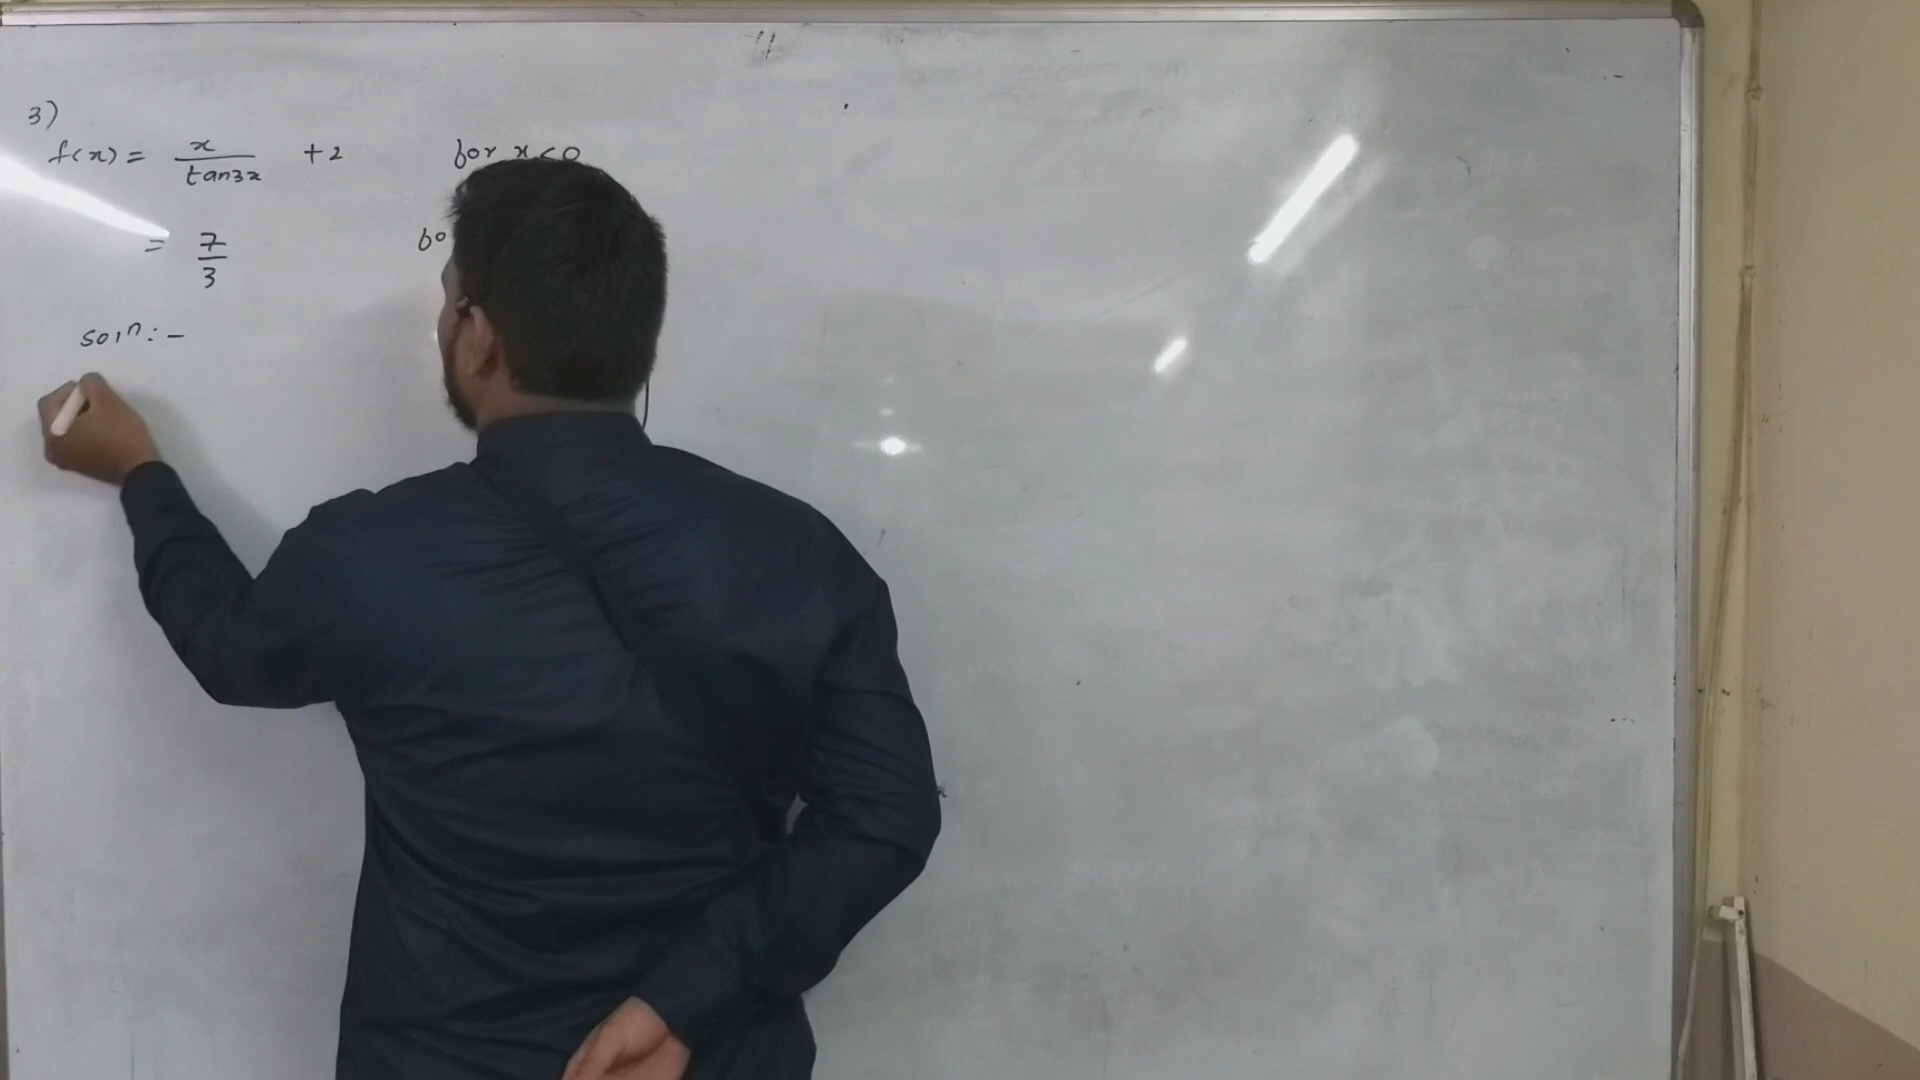 3)
f(x) = x / tan3x + 2 for x < 0
= 7 / 3
soln : -